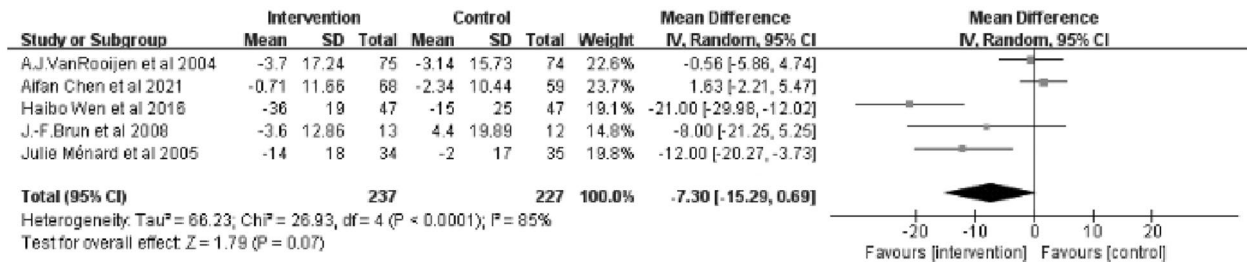 Intervention Control Mean Difference Mean Difference
Study or Subgroup Mean SD Total Mean SD Total Weight IV, Random, 95% CI IV, Random, 95% CI
A.J.VanRooijen et al 2004 -3.7 17.24 75 -3.14 15.73 74 22.6% -0.56 [-5.86, 4.74]
Aifan Chen et al 2021 -0.71 11.66 68 -2.34 10.44 59 23.7% 1.63 [-2.21, 5.47]
Haibo Wen et al 2016 -36 19 47 -15 25 47 19.1% -21.00 [-29.98, -12.02]
J.-F.Brun et al 2008 -3.6 12.86 13 4.4 19.89 12 14.8% -8.00 [-21.25, 5.25]
Julie Ménard et al 2005 -14 18 34 -2 17 35 19.8% -12.00 [-20.27, -3.73]
Total (95% CI) 237 227 100.0% -7.30 [-15.29, 0.69]
Heterogeneity: Tau² = 66.23; Chi² = 26.93, df = 4 (P < 0.0001); I² = 85%
Test for overall effect: Z = 1.79 (P = 0.07)
-20 -10 0 10 20
Favours [intervention] Favours [control]